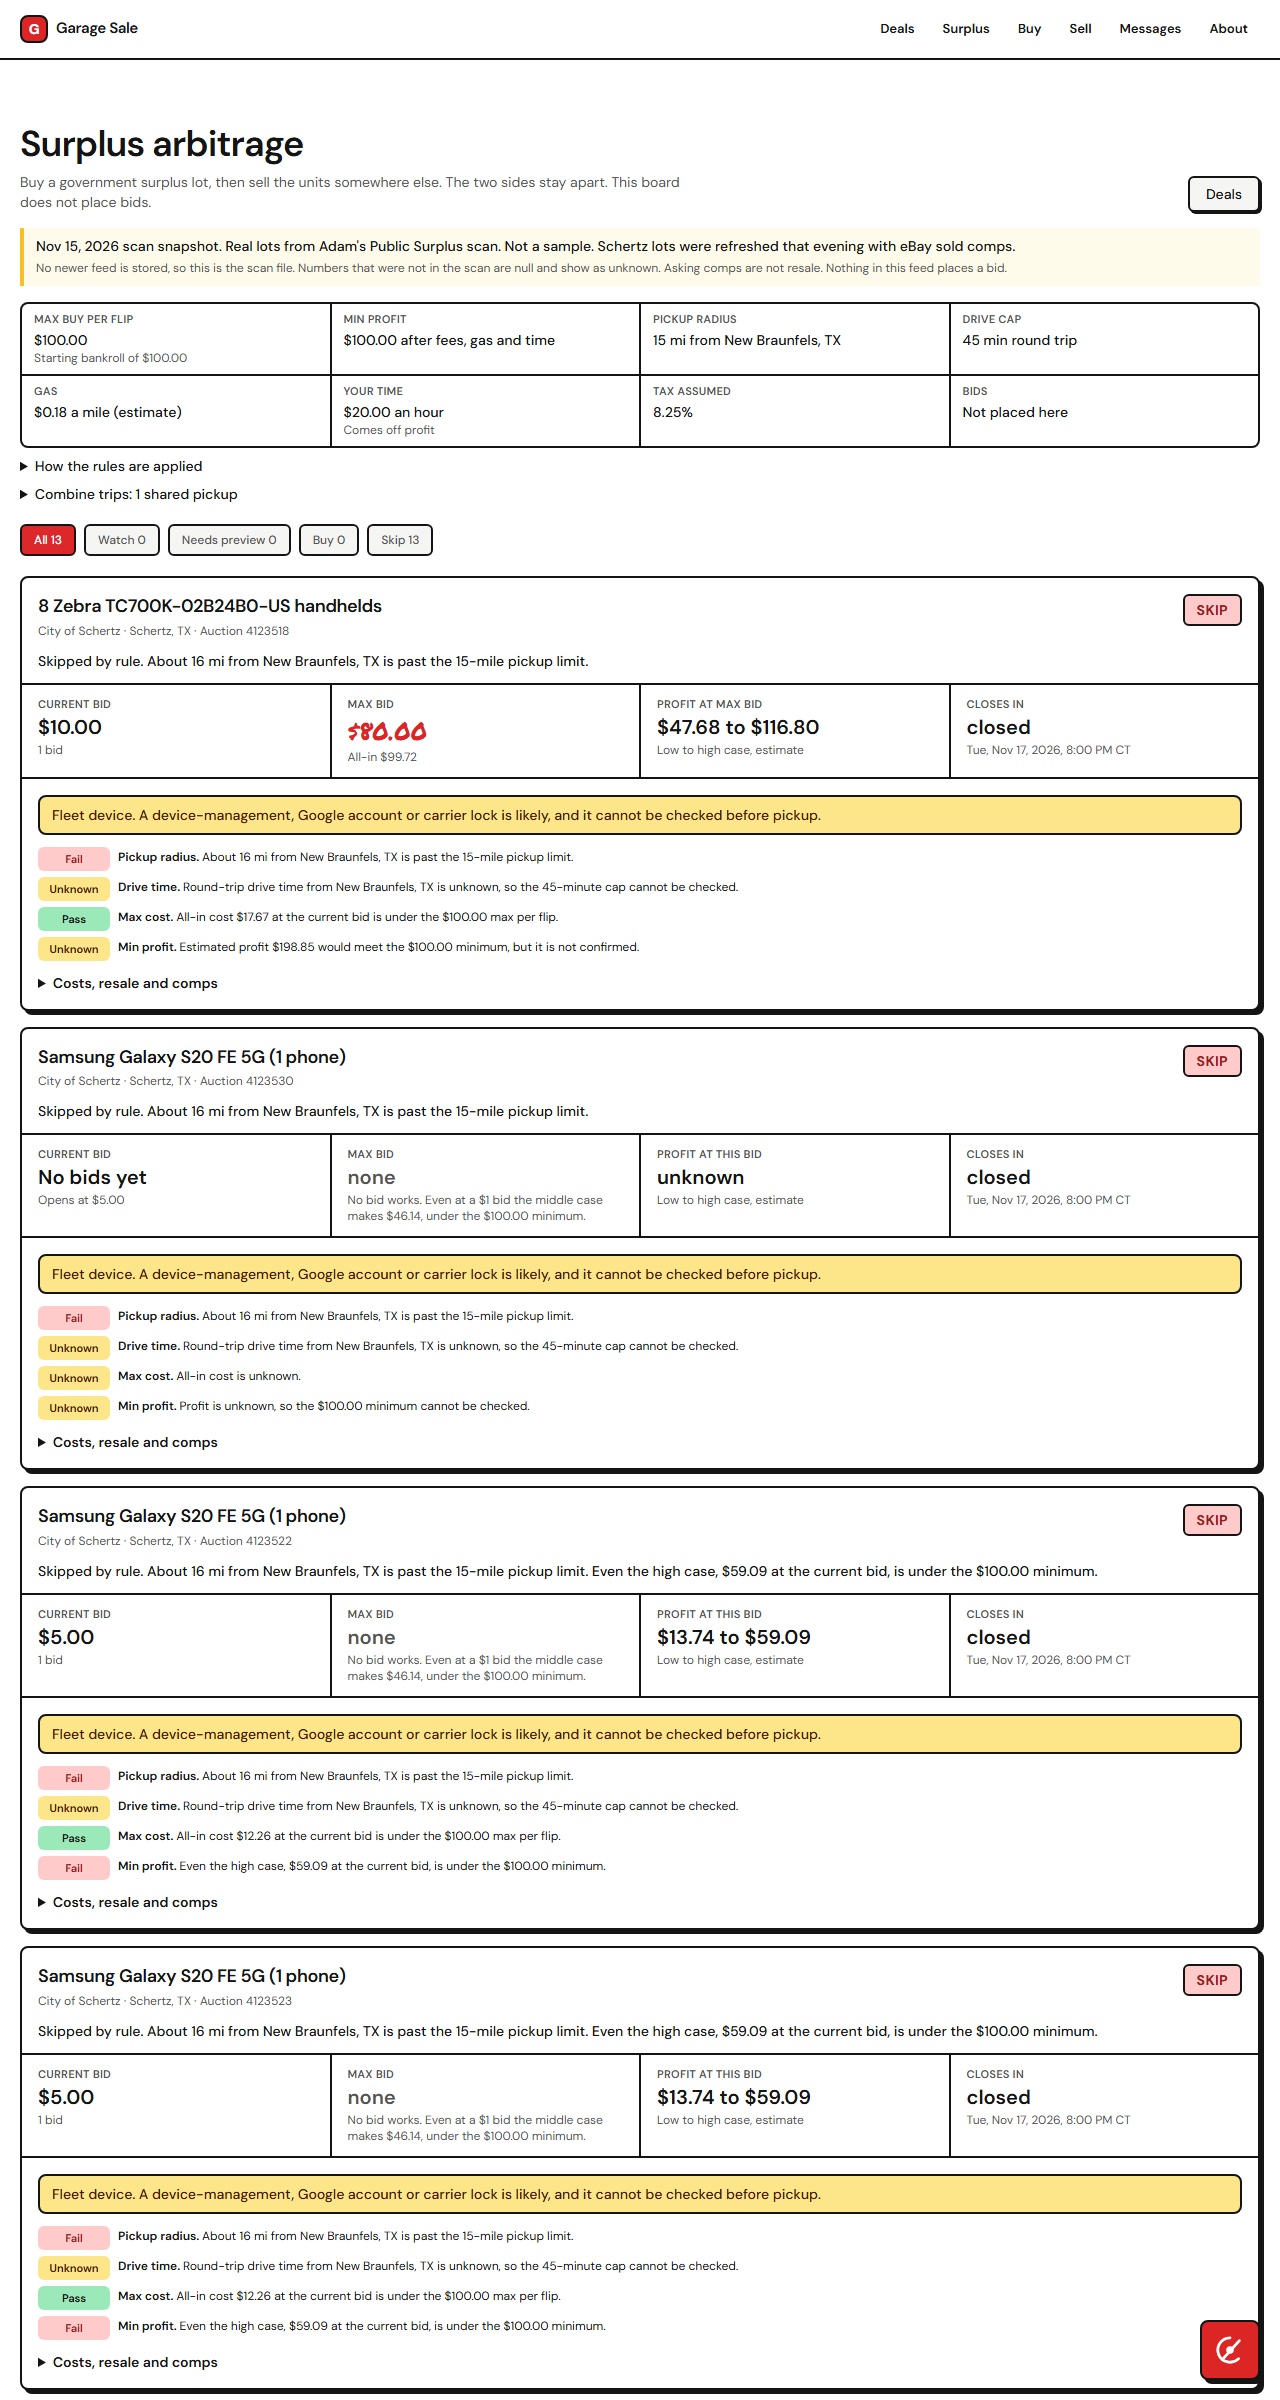 G Garage Sale
Deals Surplus Buy Sell Messages About
Surplus arbitrage
Buy a government surplus lot, then sell the units somewhere else. The two sides stay apart. This board
does not place bids.
Deals
Nov 15, 2026 scan snapshot. Real lots from Adam's Public Surplus scan. Not a sample. Schertz lots were refreshed that evening with eBay sold comps.
No newer feed is stored, so this is the scan file. Numbers that were not in the scan are null and show as unknown. Asking comps are not resale. Nothing in this feed places a bid.
MAX BUY PER FLIP
$100.00
Starting bankroll of $100.00
MIN PROFIT
$100.00 after fees, gas and time
PICKUP RADIUS
15 mi from New Braunfels, TX
DRIVE CAP
45 min round trip
GAS
$0.18 a mile (estimate)
YOUR TIME
$20.00 an hour
Comes off profit
TAX ASSUMED
8.25%
BIDS
Not placed here
How the rules are applied
Combine trips: 1 shared pickup
All 13
Watch 0
Needs preview 0
Buy 0
Skip 13
8 Zebra TC700K-02B24B0-US handhelds
SKIP
City of Schertz · Schertz, TX · Auction 4123518
Skipped by rule. About 16 mi from New Braunfels, TX is past the 15-mile pickup limit.
CURRENT BID
$10.00
1 bid
MAX BID
$80.00
All-in $99.72
PROFIT AT MAX BID
$47.68 to $116.80
Low to high case, estimate
CLOSES IN
closed
Tue, Nov 17, 2026, 8:00 PM CT
Fleet device. A device-management, Google account or carrier lock is likely, and it cannot be checked before pickup.
Fail Pickup radius. About 16 mi from New Braunfels, TX is past the 15-mile pickup limit.
Unknown Drive time. Round-trip drive time from New Braunfels, TX is unknown, so the 45-minute cap cannot be checked.
Pass Max cost. All-in cost $17.67 at the current bid is under the $100.00 max per flip.
Unknown Min profit. Estimated profit $198.85 would meet the $100.00 minimum, but it is not confirmed.
Costs, resale and comps
Samsung Galaxy S20 FE 5G (1 phone)
SKIP
City of Schertz · Schertz, TX · Auction 4123530
Skipped by rule. About 16 mi from New Braunfels, TX is past the 15-mile pickup limit.
CURRENT BID
No bids yet
Opens at $5.00
MAX BID
none
No bid works. Even at a $1 bid the middle case
makes $46.14, under the $100.00 minimum.
PROFIT AT THIS BID
unknown
Low to high case, estimate
CLOSES IN
closed
Tue, Nov 17, 2026, 8:00 PM CT
Fleet device. A device-management, Google account or carrier lock is likely, and it cannot be checked before pickup.
Fail Pickup radius. About 16 mi from New Braunfels, TX is past the 15-mile pickup limit.
Unknown Drive time. Round-trip drive time from New Braunfels, TX is unknown, so the 45-minute cap cannot be checked.
Unknown Max cost. All-in cost is unknown.
Unknown Min profit. Profit is unknown, so the $100.00 minimum cannot be checked.
Costs, resale and comps
Samsung Galaxy S20 FE 5G (1 phone)
SKIP
City of Schertz · Schertz, TX · Auction 4123522
Skipped by rule. About 16 mi from New Braunfels, TX is past the 15-mile pickup limit. Even the high case, $59.09 at the current bid, is under the $100.00 minimum.
CURRENT BID
$5.00
1 bid
MAX BID
none
No bid works. Even at a $1 bid the middle case
makes $46.14, under the $100.00 minimum.
PROFIT AT THIS BID
$13.74 to $59.09
Low to high case, estimate
CLOSES IN
closed
Tue, Nov 17, 2026, 8:00 PM CT
Fleet device. A device-management, Google account or carrier lock is likely, and it cannot be checked before pickup.
Fail Pickup radius. About 16 mi from New Braunfels, TX is past the 15-mile pickup limit.
Unknown Drive time. Round-trip drive time from New Braunfels, TX is unknown, so the 45-minute cap cannot be checked.
Pass Max cost. All-in cost $12.26 at the current bid is under the $100.00 max per flip.
Fail Min profit. Even the high case, $59.09 at the current bid, is under the $100.00 minimum.
Costs, resale and comps
Samsung Galaxy S20 FE 5G (1 phone)
SKIP
City of Schertz · Schertz, TX · Auction 4123523
Skipped by rule. About 16 mi from New Braunfels, TX is past the 15-mile pickup limit. Even the high case, $59.09 at the current bid, is under the $100.00 minimum.
CURRENT BID
$5.00
1 bid
MAX BID
none
No bid works. Even at a $1 bid the middle case
makes $46.14, under the $100.00 minimum.
PROFIT AT THIS BID
$13.74 to $59.09
Low to high case, estimate
CLOSES IN
closed
Tue, Nov 17, 2026, 8:00 PM CT
Fleet device. A device-management, Google account or carrier lock is likely, and it cannot be checked before pickup.
Fail Pickup radius. About 16 mi from New Braunfels, TX is past the 15-mile pickup limit.
Unknown Drive time. Round-trip drive time from New Braunfels, TX is unknown, so the 45-minute cap cannot be checked.
Pass Max cost. All-in cost $12.26 at the current bid is under the $100.00 max per flip.
Fail Min profit. Even the high case, $59.09 at the current bid, is under the $100.00 minimum.
Costs, resale and comps